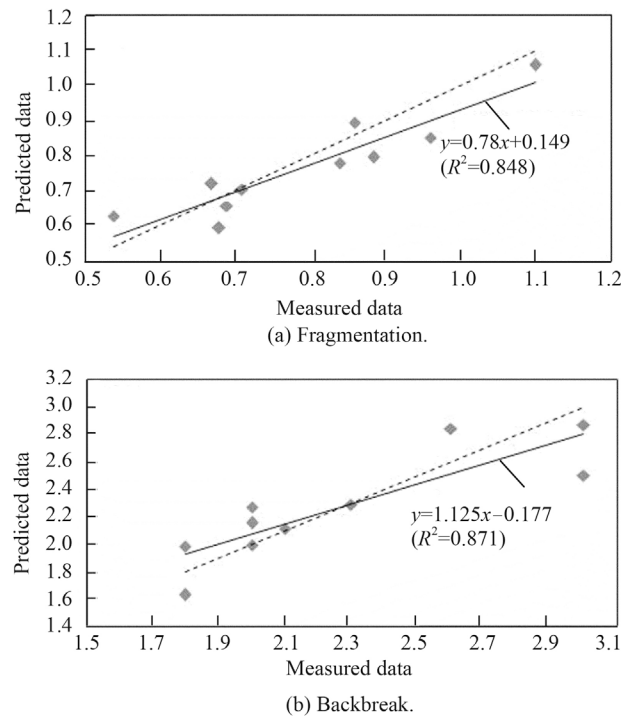 1.2
1.1
1.0
0.9
0.8
0.7
0.6
0.5
Predicted data
y=0.78x+0.149
(R²=0.848)
0.5 0.6 0.7 0.8 0.9 1.0 1.1 1.2
Measured data
(a) Fragmentation.
3.2
3.0
2.8
2.6
2.4
2.2
2.0
1.8
1.6
1.4
Predicted data
y=1.125x−0.177
(R²=0.871)
1.5 1.7 1.9 2.1 2.3 2.5 2.7 2.9 3.1
Measured data
(b) Backbreak.